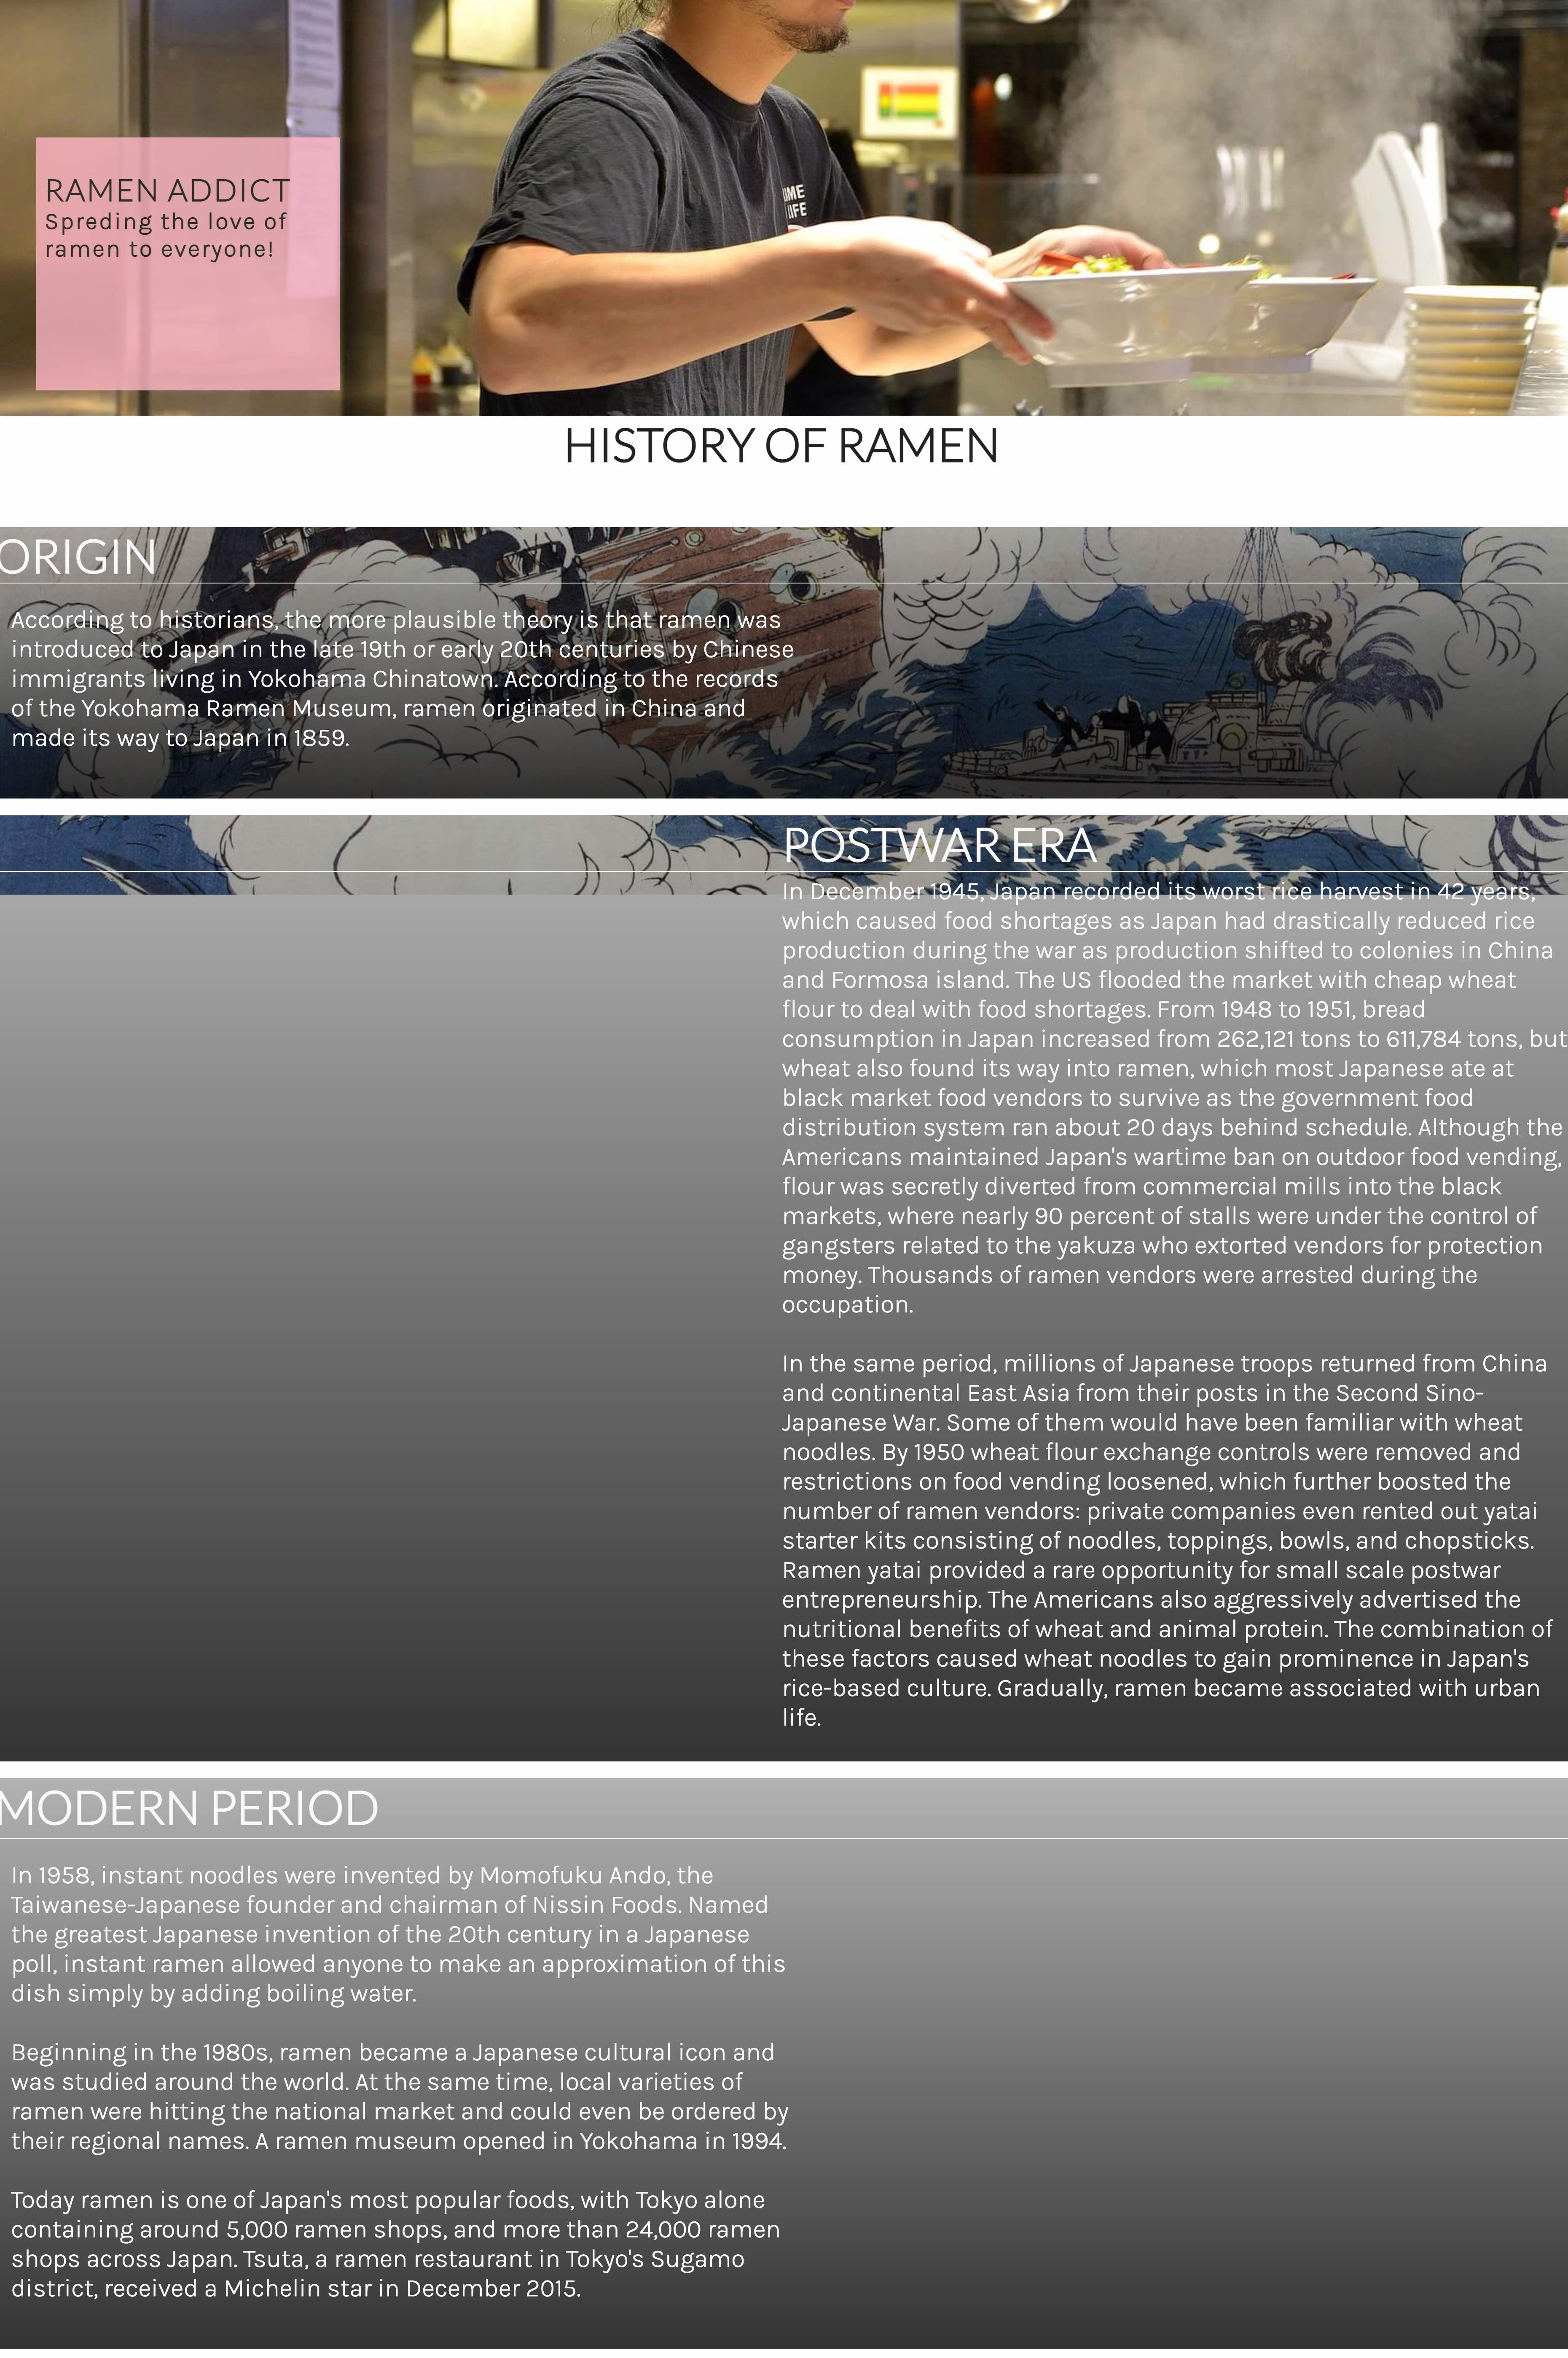 RAMEN ADDICT
Spreding the love of
ramen to everyone!
IME
LIFE
HISTORY OF RAMEN
ORIGIN
According to historians, the more plausible theory is that ramen was
introduced to Japan in the late 19th or early 20th centuries by Chinese
immigrants living in Yokohama Chinatown. According to the records
of the Yokohama Ramen Museum, ramen originated in China and
made its way to Japan in 1859.
POSTWAR ERA
In December 1945, Japan recorded its worst rice harvest in 42 years,
which caused food shortages as Japan had drastically reduced rice
production during the war as production shifted to colonies in China
and Formosa island. The US flooded the market with cheap wheat
flour to deal with food shortages. From 1948 to 1951, bread
consumption in Japan increased from 262,121 tons to 611,784 tons, but
wheat also found its way into ramen, which most Japanese ate at
black market food vendors to survive as the government food
distribution system ran about 20 days behind schedule. Although the
Americans maintained Japan's wartime ban on outdoor food vending,
flour was secretly diverted from commercial mills into the black
markets, where nearly 90 percent of stalls were under the control of
gangsters related to the yakuza who extorted vendors for protection
money. Thousands of ramen vendors were arrested during the
occupation.
In the same period, millions of Japanese troops returned from China
and continental East Asia from their posts in the Second Sino-
Japanese War. Some of them would have been familiar with wheat
noodles. By 1950 wheat flour exchange controls were removed and
restrictions on food vending loosened, which further boosted the
number of ramen vendors: private companies even rented out yatai
starter kits consisting of noodles, toppings, bowls, and chopsticks.
Ramen yatai provided a rare opportunity for small scale postwar
entrepreneurship. The Americans also aggressively advertised the
nutritional benefits of wheat and animal protein. The combination of
these factors caused wheat noodles to gain prominence in Japan's
rice-based culture. Gradually, ramen became associated with urban
life.
MODERN PERIOD
In 1958, instant noodles were invented by Momofuku Ando, the
Taiwanese-Japanese founder and chairman of Nissin Foods. Named
the greatest Japanese invention of the 20th century in a Japanese
poll, instant ramen allowed anyone to make an approximation of this
dish simply by adding boiling water.
Beginning in the 1980s, ramen became a Japanese cultural icon and
was studied around the world. At the same time, local varieties of
ramen were hitting the national market and could even be ordered by
their regional names. A ramen museum opened in Yokohama in 1994.
Today ramen is one of Japan's most popular foods, with Tokyo alone
containing around 5,000 ramen shops, and more than 24,000 ramen
shops across Japan. Tsuta, a ramen restaurant in Tokyo's Sugamo
district, received a Michelin star in December 2015.